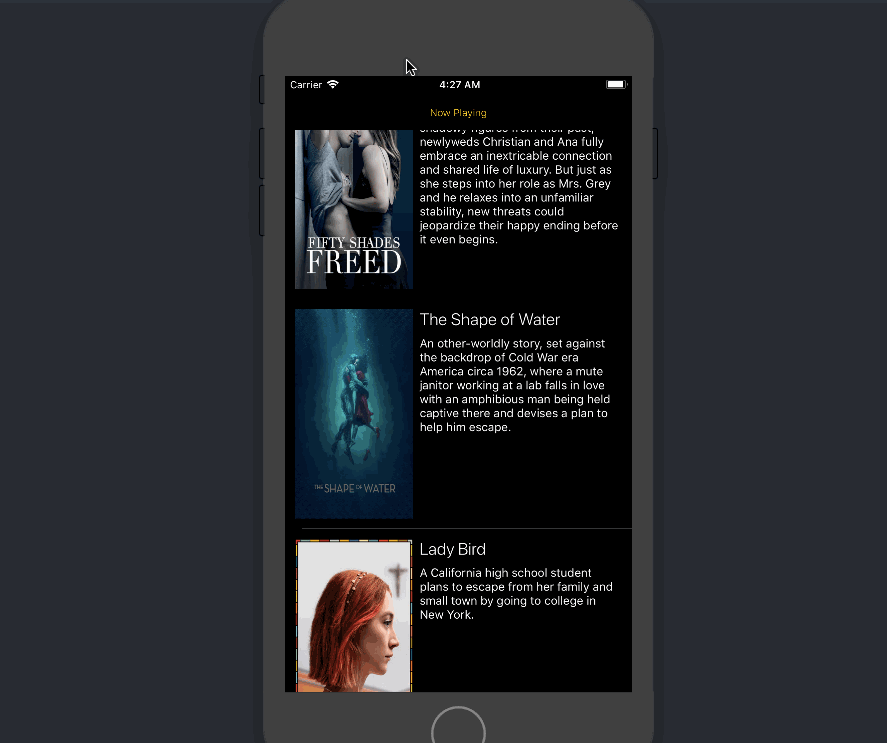 Carrier
4:27 AM
Now Playing
shadowy figures from their past,
newlyweds Christian and Ana fully
embrace an inextricable connection
and shared life of luxury. But just as
she steps into her role as Mrs. Grey
and he relaxes into an unfamiliar
stability, new threats could
jeopardize their happy ending before
it even begins.
FIFTY SHADES
FREED
The Shape of Water
An other-worldly story, set against
the backdrop of Cold War era
America circa 1962, where a mute
janitor working at a lab falls in love
with an amphibious man being held
captive there and devises a plan to
help him escape.
THE SHAPE OF WATER
Lady Bird
A California high school student
plans to escape from her family and
small town by going to college in
New York.